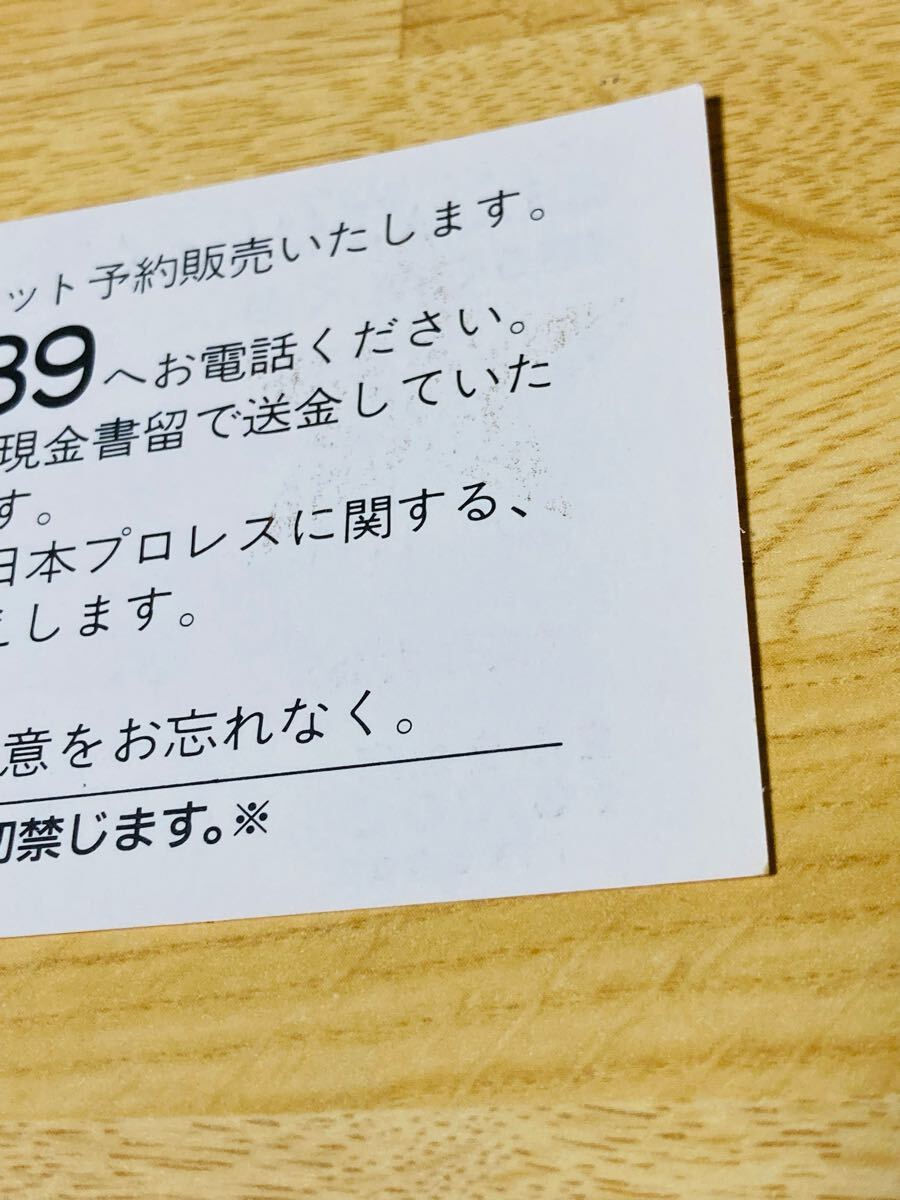 ット予約販売いたします。
39へお電話ください。
現金書留で送金していた
す。
日本プロレスに関する、
えします。
意をお忘れなく。
切禁じます。※